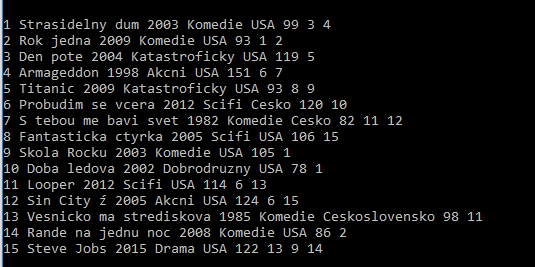 1 Strasidelny dum 2003 Komedie USA 99 3 4
2 Rok jedna 2009 Komedie USA 93 1 2
3 Den pote 2004 Katastroficky USA 119 5
4 Armageddon 1998 Akcni USA 151 6 7
5 Titanic 2009 Katastroficky USA 93 8 9
6 Probudim se vcera 2012 Scifi Cesko 120 10
7 S tebou me bavi svet 1982 Komedie Cesko 82 11 12
8 Fantasticka ctyrka 2005 Scifi USA 106 15
9 Skola Rocku 2003 Komedie USA 105 1
10 Doba ledova 2002 Dobrodruzny USA 78 1
11 Looper 2012 Scifi USA 114 6 13
12 Sin City ź 2005 Akcni USA 124 6 15
13 Vesnicko ma strediskova 1985 Komedie Ceskoslovensko 98 11
14 Rande na jednu noc 2008 Komedie USA 86 2
15 Steve Jobs 2015 Drama USA 122 13 9 14